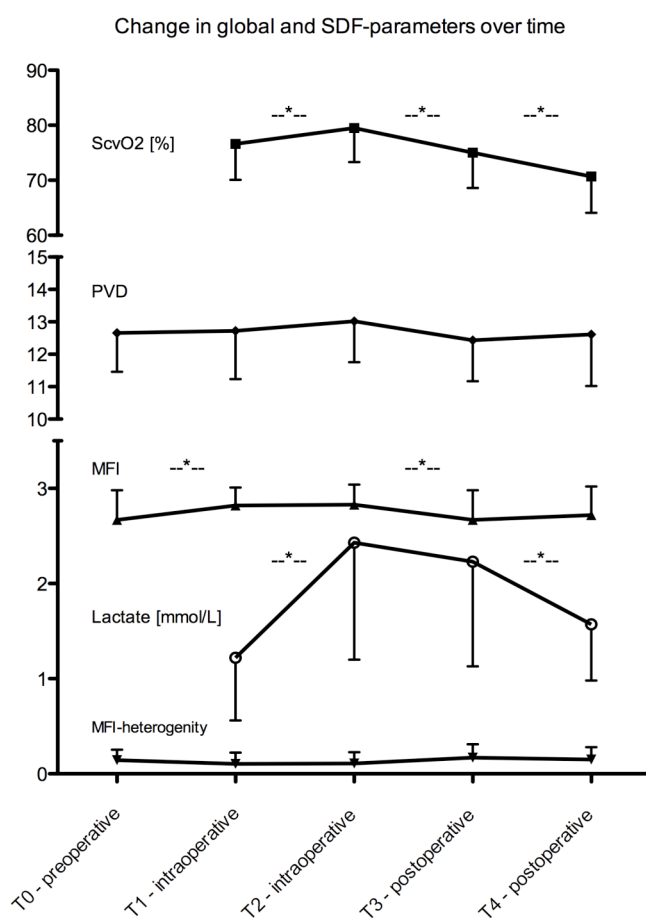 Change in global and SDF-parameters over time
90
--*-- --*-- --*--
80
ScvO2 [%]
70
60
15
PVD
14
13
12
11
10
MFI
--*-- --*--
3
--*-- --*--
2
Lactate [mmol/L]
1
MFI-heterogenity
0
T0 - preoperative
T1 - intraoperative
T2 - intraoperative
T3 - postoperative
T4 - postoperative